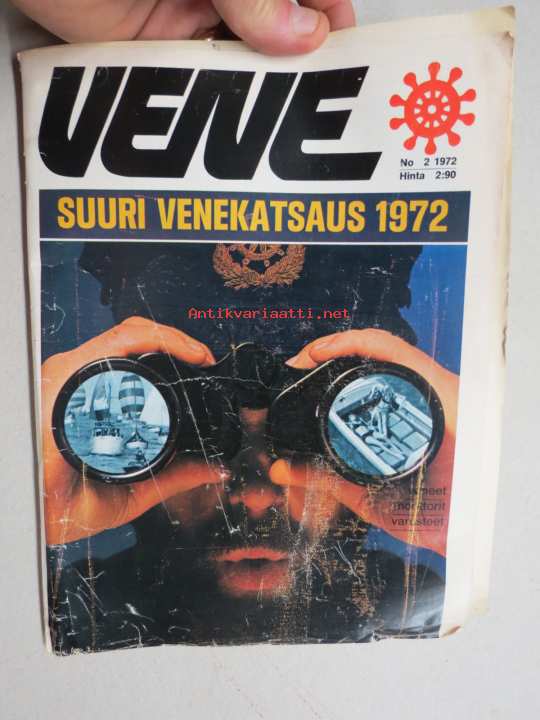 VENE
No 2 1972
Hinta 2:90
SUURI VENEKATSAUS 1972
Antikvariaatti.net
moottorit
varusteet